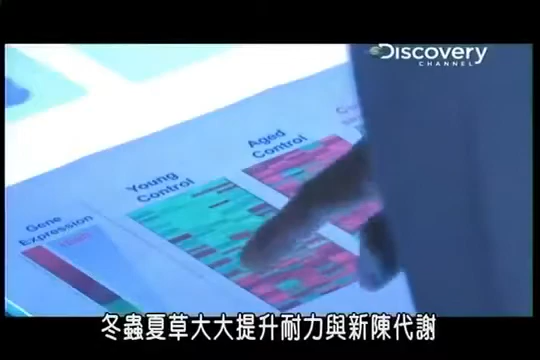 Discovery
CHANNEL
Aged
Control
Young
Control
Gene
Expression
冬蟲夏草大大提升耐力與新陳代謝